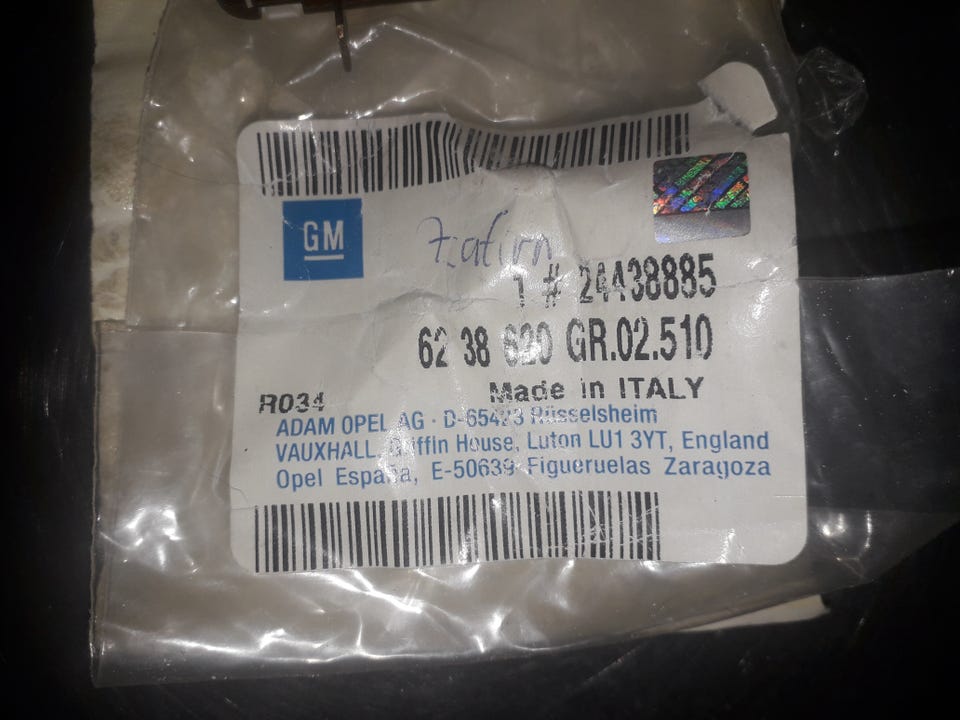 GM
Zafira
1 # 24438885
62 38 620 GR.02.510
Made in ITALY
R034
ADAM OPEL AG · D-65423 Rüsselsheim
VAUXHALL, Griffin House, Luton LU1 3YT, England
Opel España, E-50639 Figueruelas Zaragoza